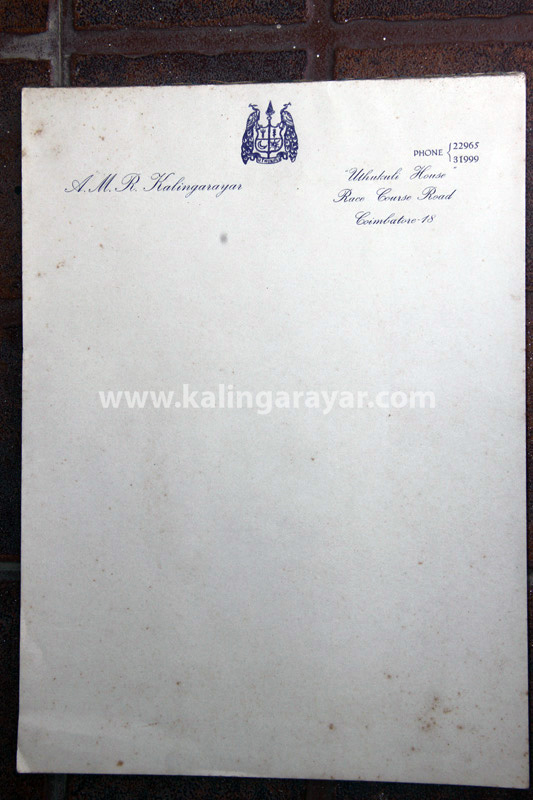 PHONE { 22965
31999
A. M. R. Kalingarayar
"Uthukuli House"
Race Course Road
Coimbatore-18
www.kalingarayar.com